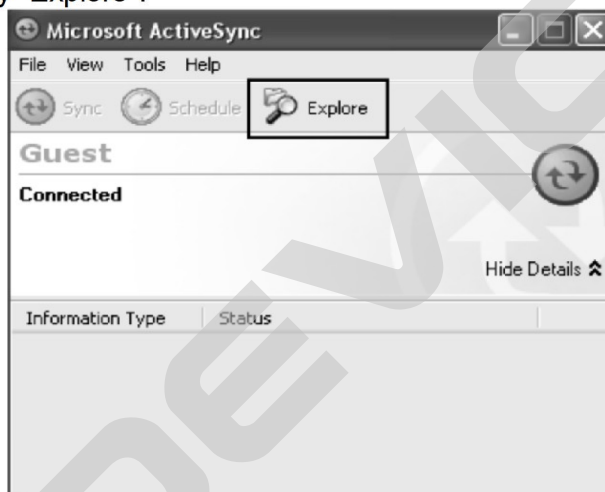 "Explore".
Microsoft ActiveSync
File View Tools Help
Sync Schedule Explore
Guest
Connected
Hide Details
Information Type Status